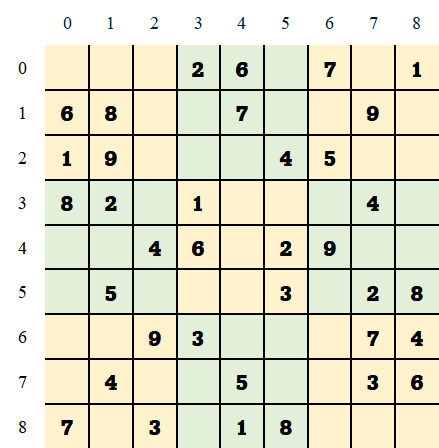 0 1 2 3 4 5 6 7 8
0 2 6 7 1
1 6 8 7 9
2 1 9 4 5
3 8 2 1 4
4 4 6 2 9
5 5 3 2 8
6 9 3 7 4
7 4 5 3 6
8 7 3 1 8